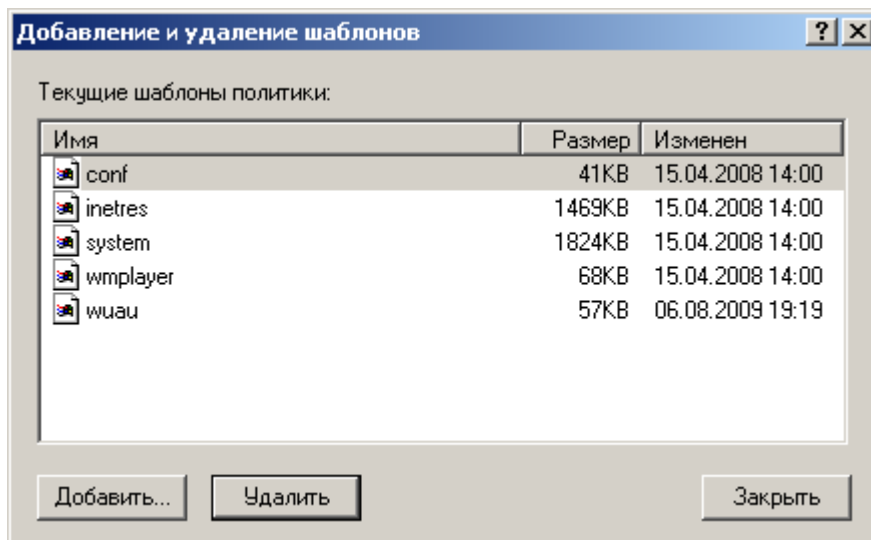 Добавление и удаление шаблонов
Текущие шаблоны политики:
Имя Размер Изменен
conf 41KB 15.04.2008 14:00
inetres 1469KB 15.04.2008 14:00
system 1824KB 15.04.2008 14:00
wmplayer 68KB 15.04.2008 14:00
wuau 57KB 06.08.2009 19:19
Добавить... Удалить Закрыть